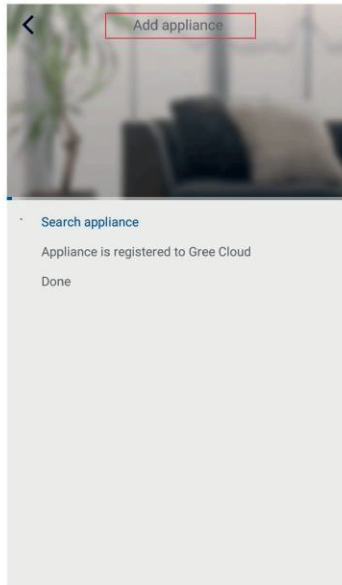 Add appliance
Search appliance
Appliance is registered to Gree Cloud
Done